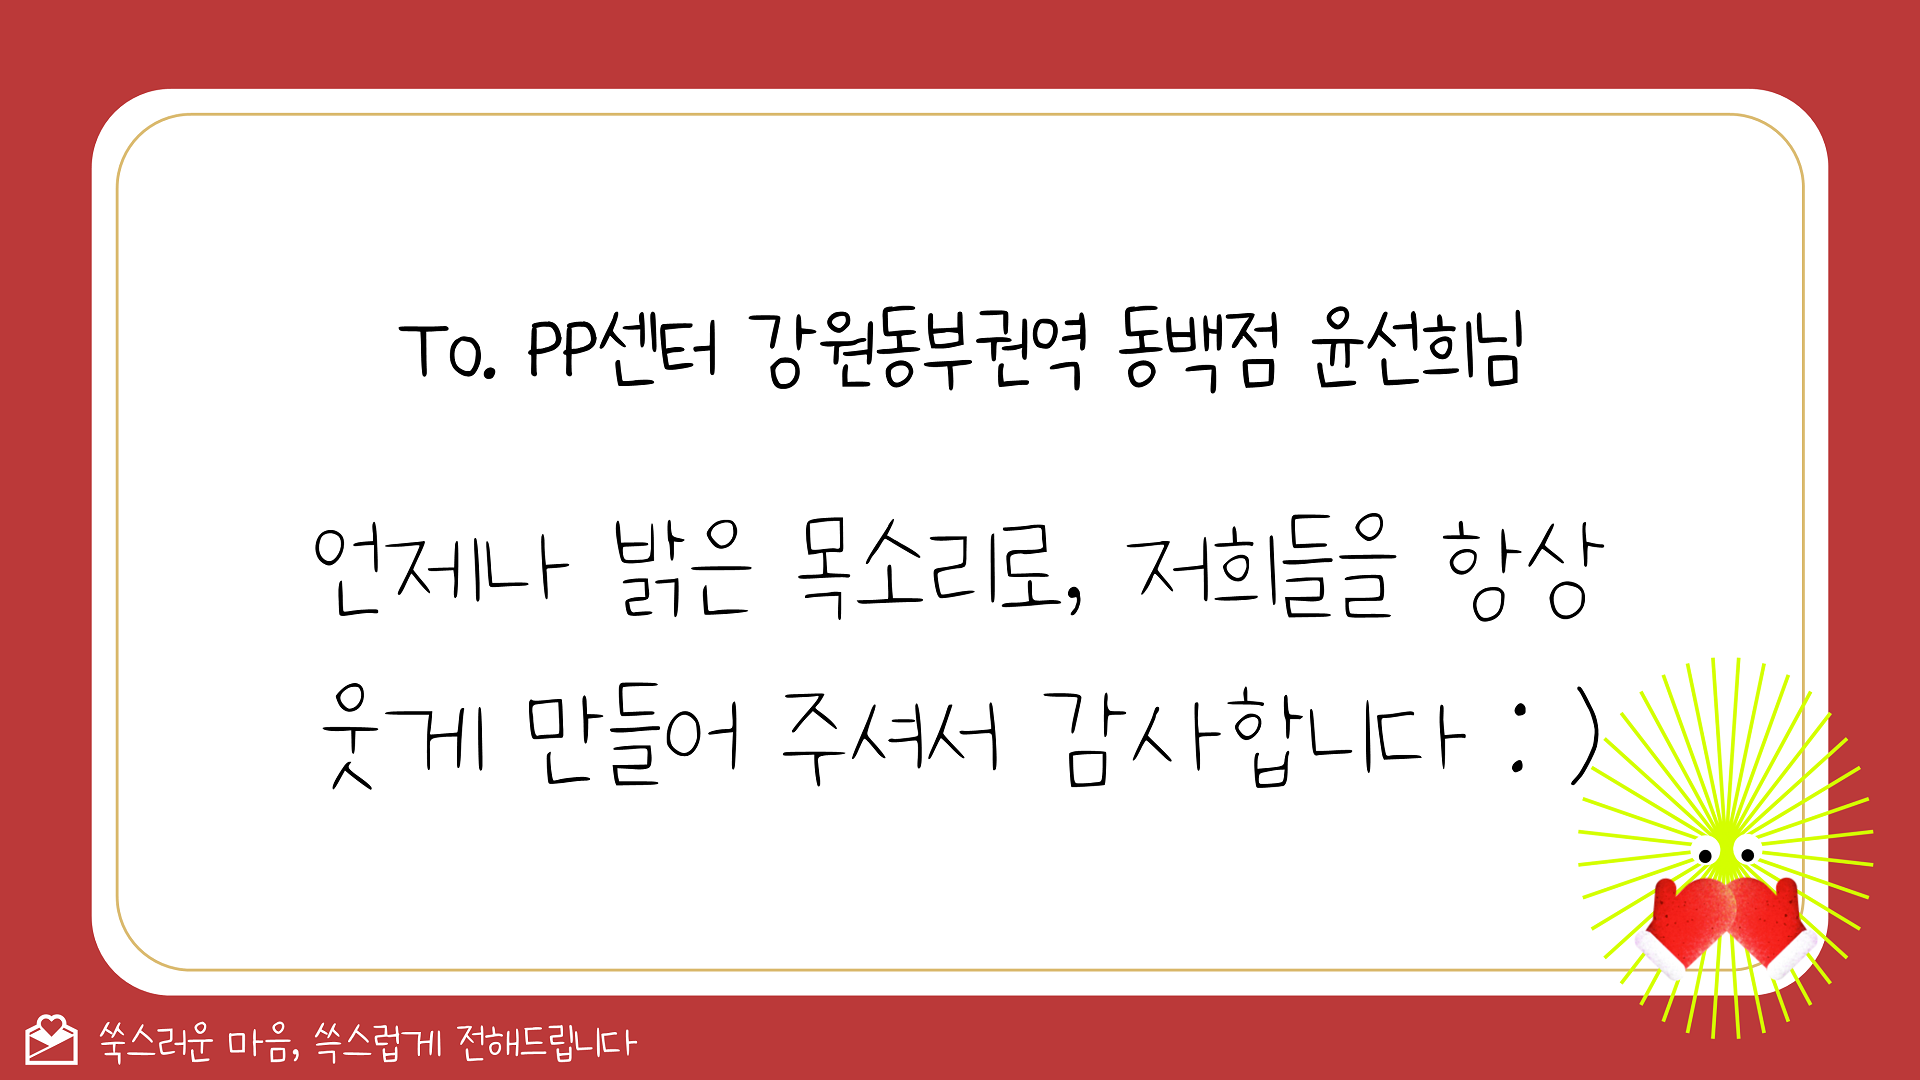 To. PP센터 강원동부권역 동백점 윤선희님
언제나 밝은 목소리로, 저희들을 항상
웃게 만들어 주셔서 감사합니다 : )
쑥스러운 마음, 쓱스럽게 전해드립니다